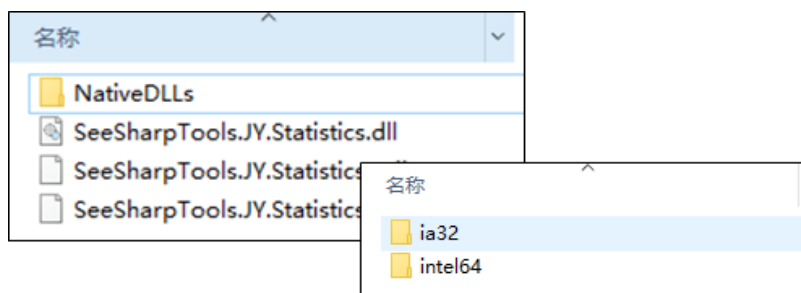 名称
NativeDLLs
SeeSharpTools.JY.Statistics.dll
SeeSharpTools.JY.Statistics
SeeSharpTools.JY.Statistics
名称
ia32
intel64